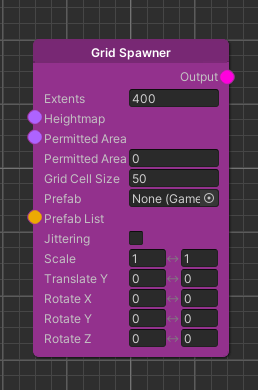 Grid Spawner
Output
Extents 400
Heightmap
Permitted Area
Permitted Area 0
Grid Cell Size 50
Prefab None (Game
Prefab List
Jittering
Scale 1 ↔ 1
Translate Y 0 ↔ 0
Rotate X 0 ↔ 0
Rotate Y 0 ↔ 0
Rotate Z 0 ↔ 0